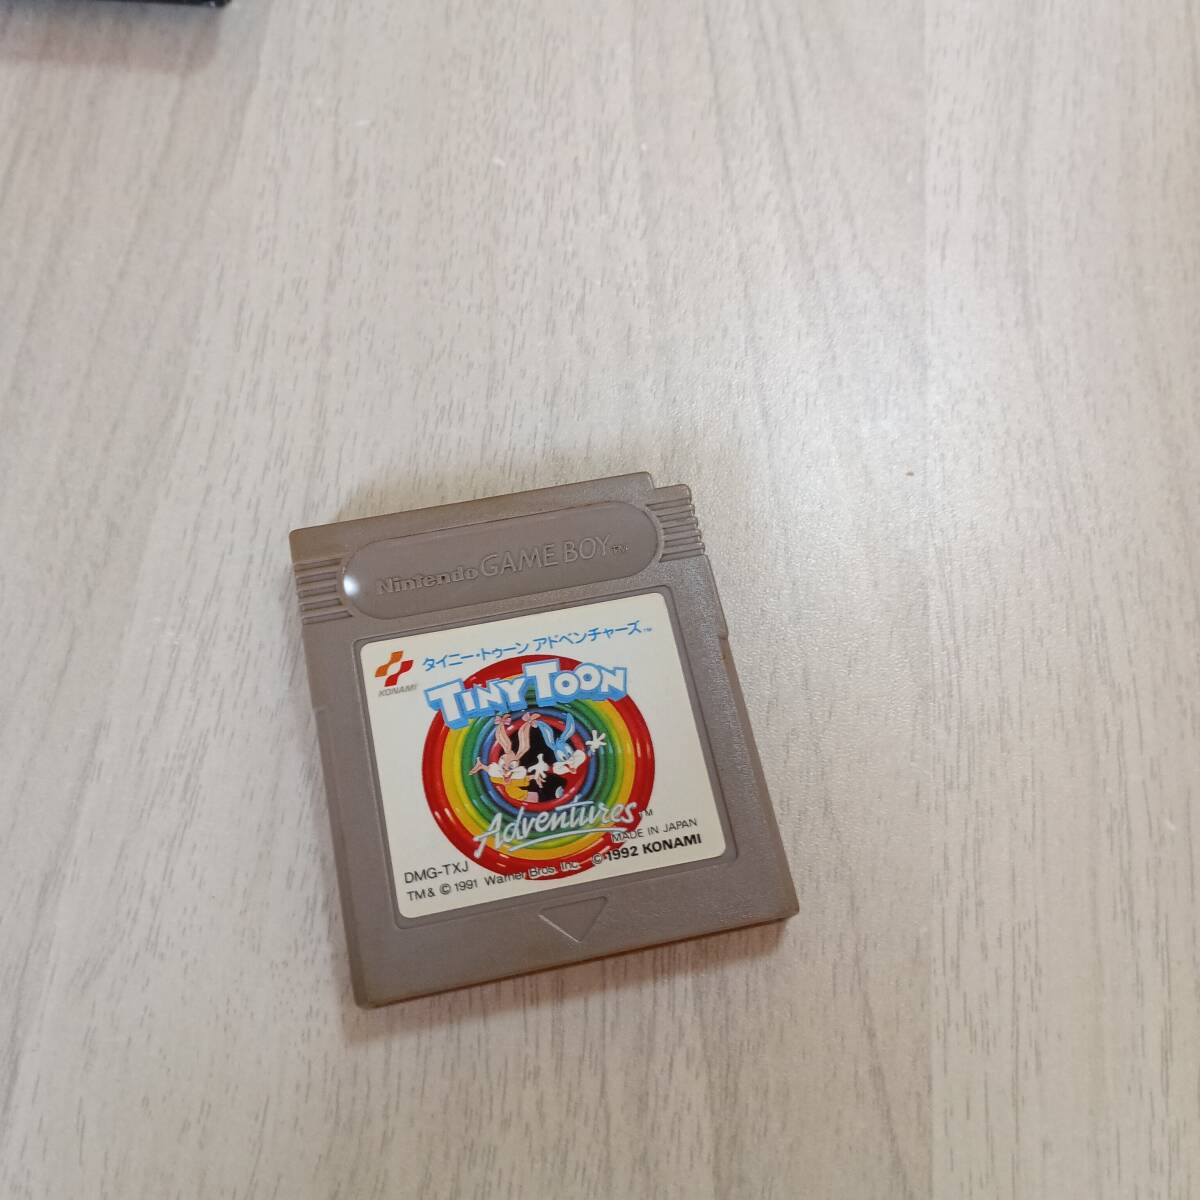 Nintendo GAME BOY TM
タイニー・トゥーン アドベンチャーズ TM
KONAMI
TINY TOON
Adventures TM
MADE IN JAPAN
DMG-TXJ
TM & © 1991 Warner Bros. Inc. © 1992 KONAMI